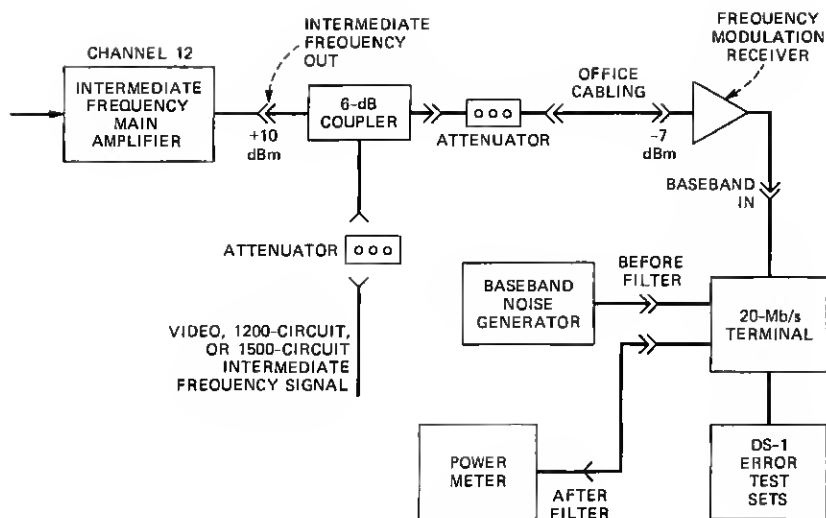 CHANNEL 12
INTERMEDIATE
FREQUENCY
MAIN
AMPLIFIER
INTERMEDIATE
FREQUENCY
OUT
+10
dBm
6-dB
COUPLER
ATTENUATOR
OFFICE
CABLING
-7
dBm
FREQUENCY
MODULATION
RECEIVER
BASEBAND
IN
ATTENUATOR
VIDEO, 1200-CIRCUIT,
OR 1500-CIRCUIT
INTERMEDIATE
FREQUENCY SIGNAL
BASEBAND
NOISE
GENERATOR
BEFORE
FILTER
20-Mb/s
TERMINAL
POWER
METER
AFTER
FILTER
DS-1
ERROR
TEST
SETS